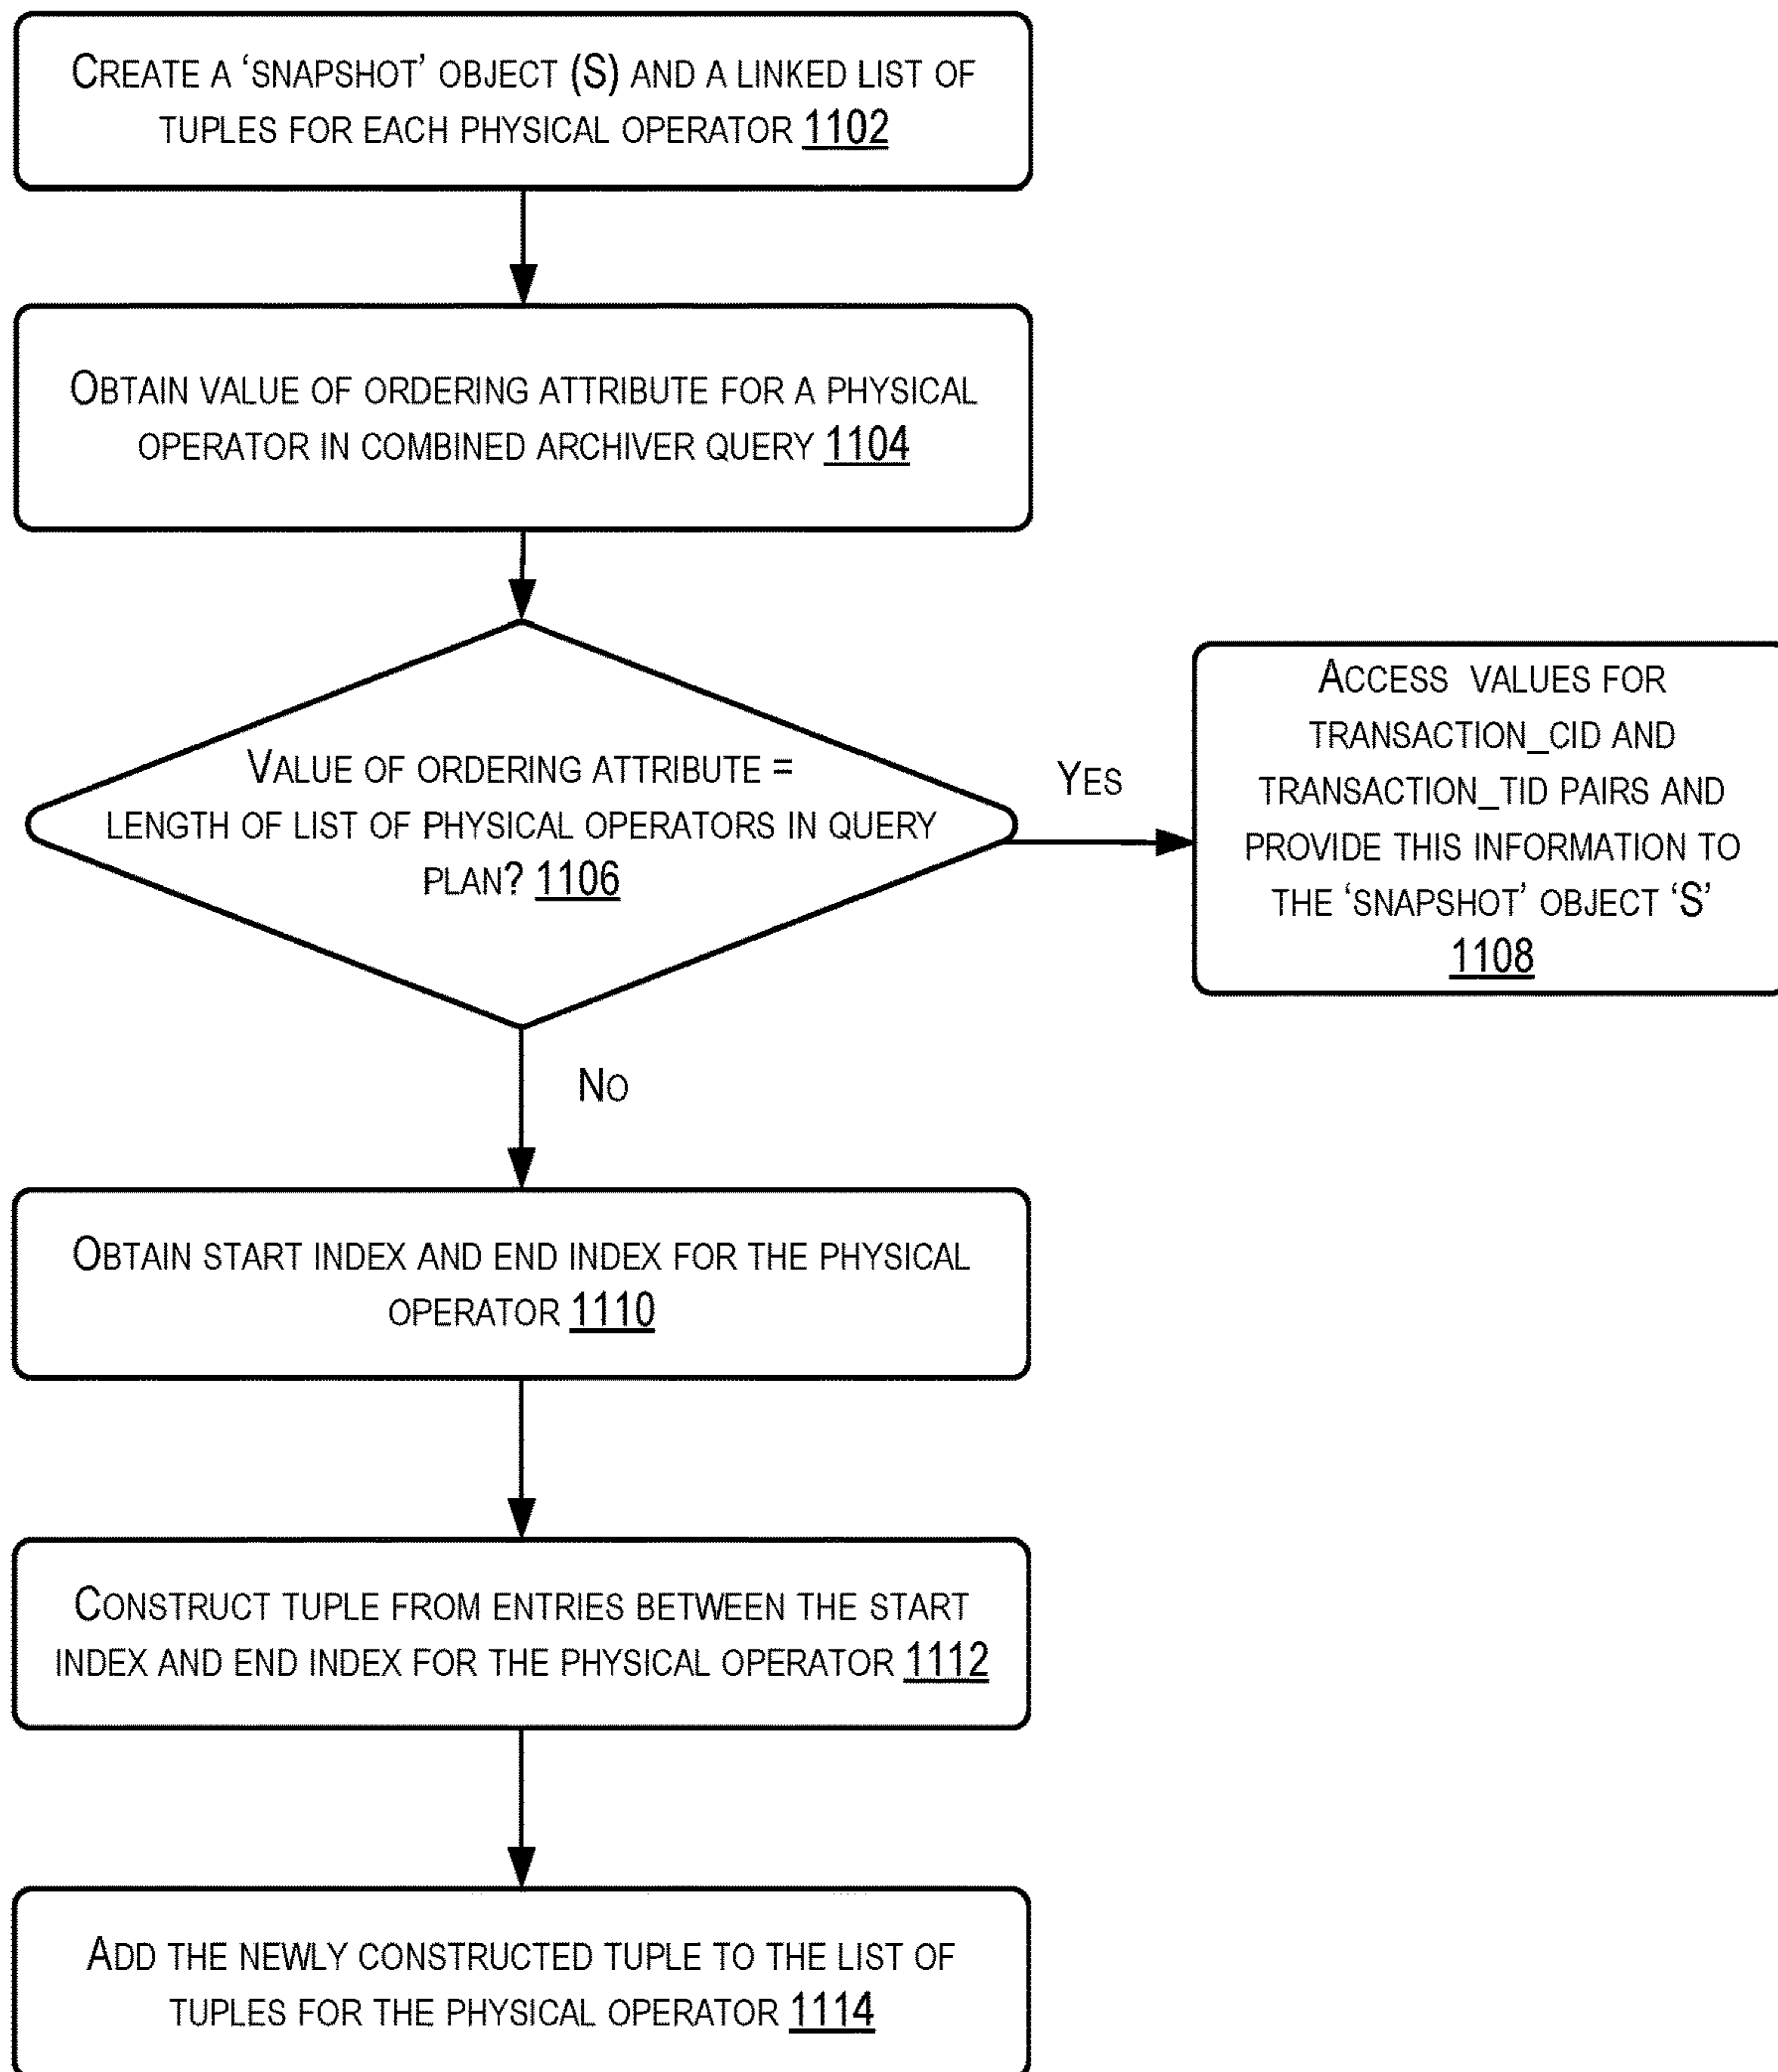 CREATE A ‘SNAPSHOT’ OBJECT (S) AND A LINKED LIST OF
TUPLES FOR EACH PHYSICAL OPERATOR 1102
OBTAIN VALUE OF ORDERING ATTRIBUTE FOR A PHYSICAL
OPERATOR IN COMBINED ARCHIVER QUERY 1104
VALUE OF ORDERING ATTRIBUTE =
LENGTH OF LIST OF PHYSICAL OPERATORS IN QUERY
PLAN? 1106
YES
ACCESS VALUES FOR
TRANSACTION_CID AND
TRANSACTION_TID PAIRS AND
PROVIDE THIS INFORMATION TO
THE ‘SNAPSHOT’ OBJECT ‘S’
1108
NO
OBTAIN START INDEX AND END INDEX FOR THE PHYSICAL
OPERATOR 1110
CONSTRUCT TUPLE FROM ENTRIES BETWEEN THE START
INDEX AND END INDEX FOR THE PHYSICAL OPERATOR 1112
ADD THE NEWLY CONSTRUCTED TUPLE TO THE LIST OF
TUPLES FOR THE PHYSICAL OPERATOR 1114